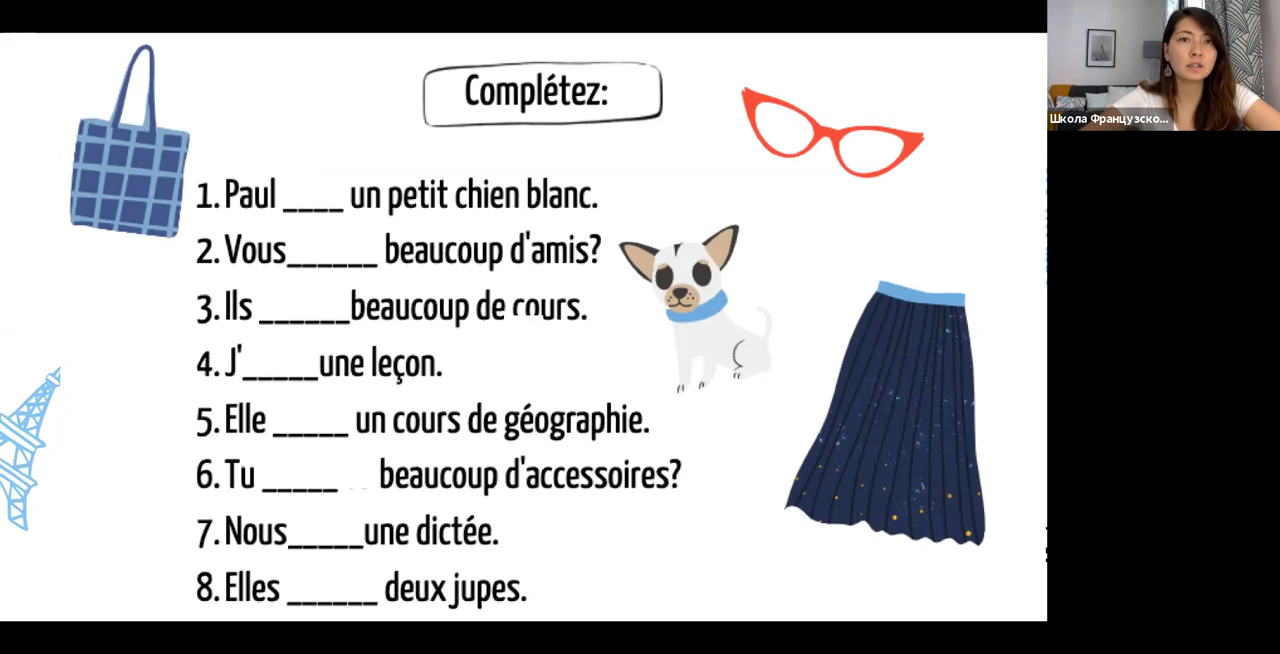 Complétez:
1. Paul ____ un petit chien blanc.
2. Vous______ beaucoup d'amis?
3. Ils ______beaucoup de cours.
4. J'_____une leçon.
5. Elle _____ un cours de géographie.
6. Tu _____ beaucoup d'accessoires?
7. Nous_____une dictée.
8. Elles ______ deux jupes.
Школа Французско...